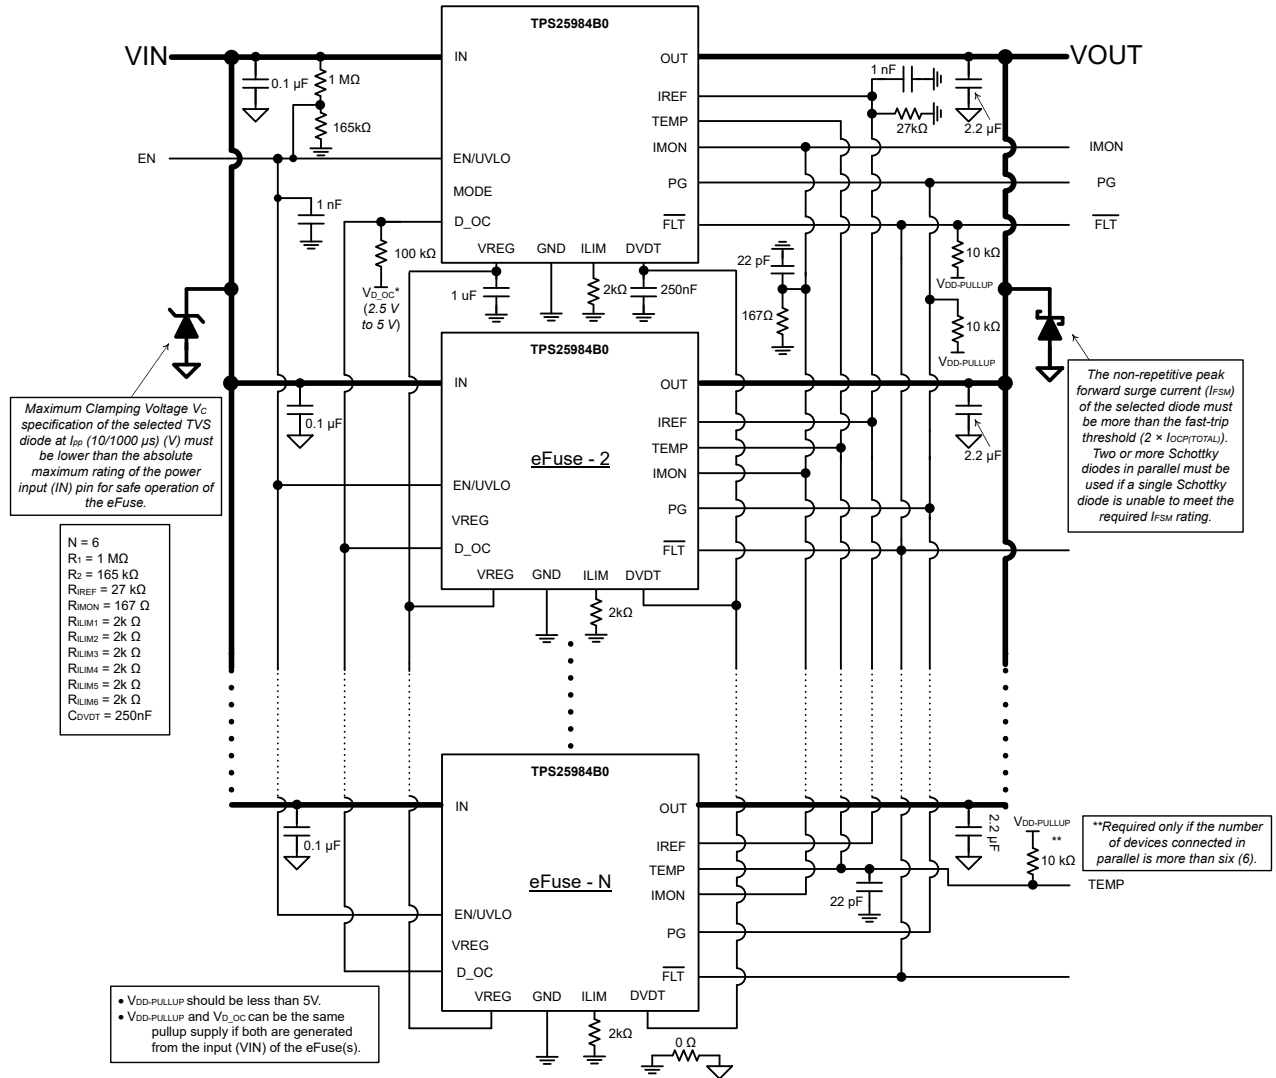 TPS25984B0
VIN
IN
OUT
VOUT
0.1 µF
1 MΩ
165kΩ
1 nF
27kΩ
2.2 µF
IREF
TEMP
EN
EN/UVLO
IMON
IMON
MODE
PG
PG
1 nF
D_OC
FLT
FLT
100 kΩ
VREG
GND
ILIM
DVDT
VD_OC*
(2.5 V
to 5 V)
1 uF
2kΩ
250nF
22 pF
167Ω
10 kΩ
VDD-PULLUP
10 kΩ
VDD-PULLUP
TPS25984B0
IN
OUT
0.1 µF
2.2 µF
IREF
TEMP
eFuse - 2
IMON
EN/UVLO
PG
VREG
D_OC
FLT
VREG
GND
ILIM
DVDT
2kΩ
Maximum Clamping Voltage VC
specification of the selected TVS
diode at Ipp (10/1000 µs) (V) must
be lower than the absolute
maximum rating of the power
input (IN) pin for safe operation of
the eFuse.
The non-repetitive peak
forward surge current (IFSM)
of the selected diode must
be more than the fast-trip
threshold (2 × IOCP(TOTAL)).
Two or more Schottky
diodes in parallel must be
used if a single Schottky
diode is unable to meet the
required IFSM rating.
N = 6
R1 = 1 MΩ
R2 = 165 kΩ
RIREF = 27 kΩ
RIMON = 167 Ω
RILIM1 = 2k Ω
RILIM2 = 2k Ω
RILIM3 = 2k Ω
RILIM4 = 2k Ω
RILIM5 = 2k Ω
RILIM6 = 2k Ω
CDVDT = 250nF
TPS25984B0
IN
OUT
0.1 µF
2.2 µF
IREF
TEMP
eFuse - N
IMON
EN/UVLO
PG
VREG
D_OC
FLT
VREG
GND
ILIM
DVDT
2kΩ
22 pF
VDD-PULLUP
**
10 kΩ
TEMP
**Required only if the number
of devices connected in
parallel is more than six (6).
• VDD-PULLUP should be less than 5V.
• VDD-PULLUP and VD_OC can be the same
pullup supply if both are generated
from the input (VIN) of the eFuse(s).
0 Ω